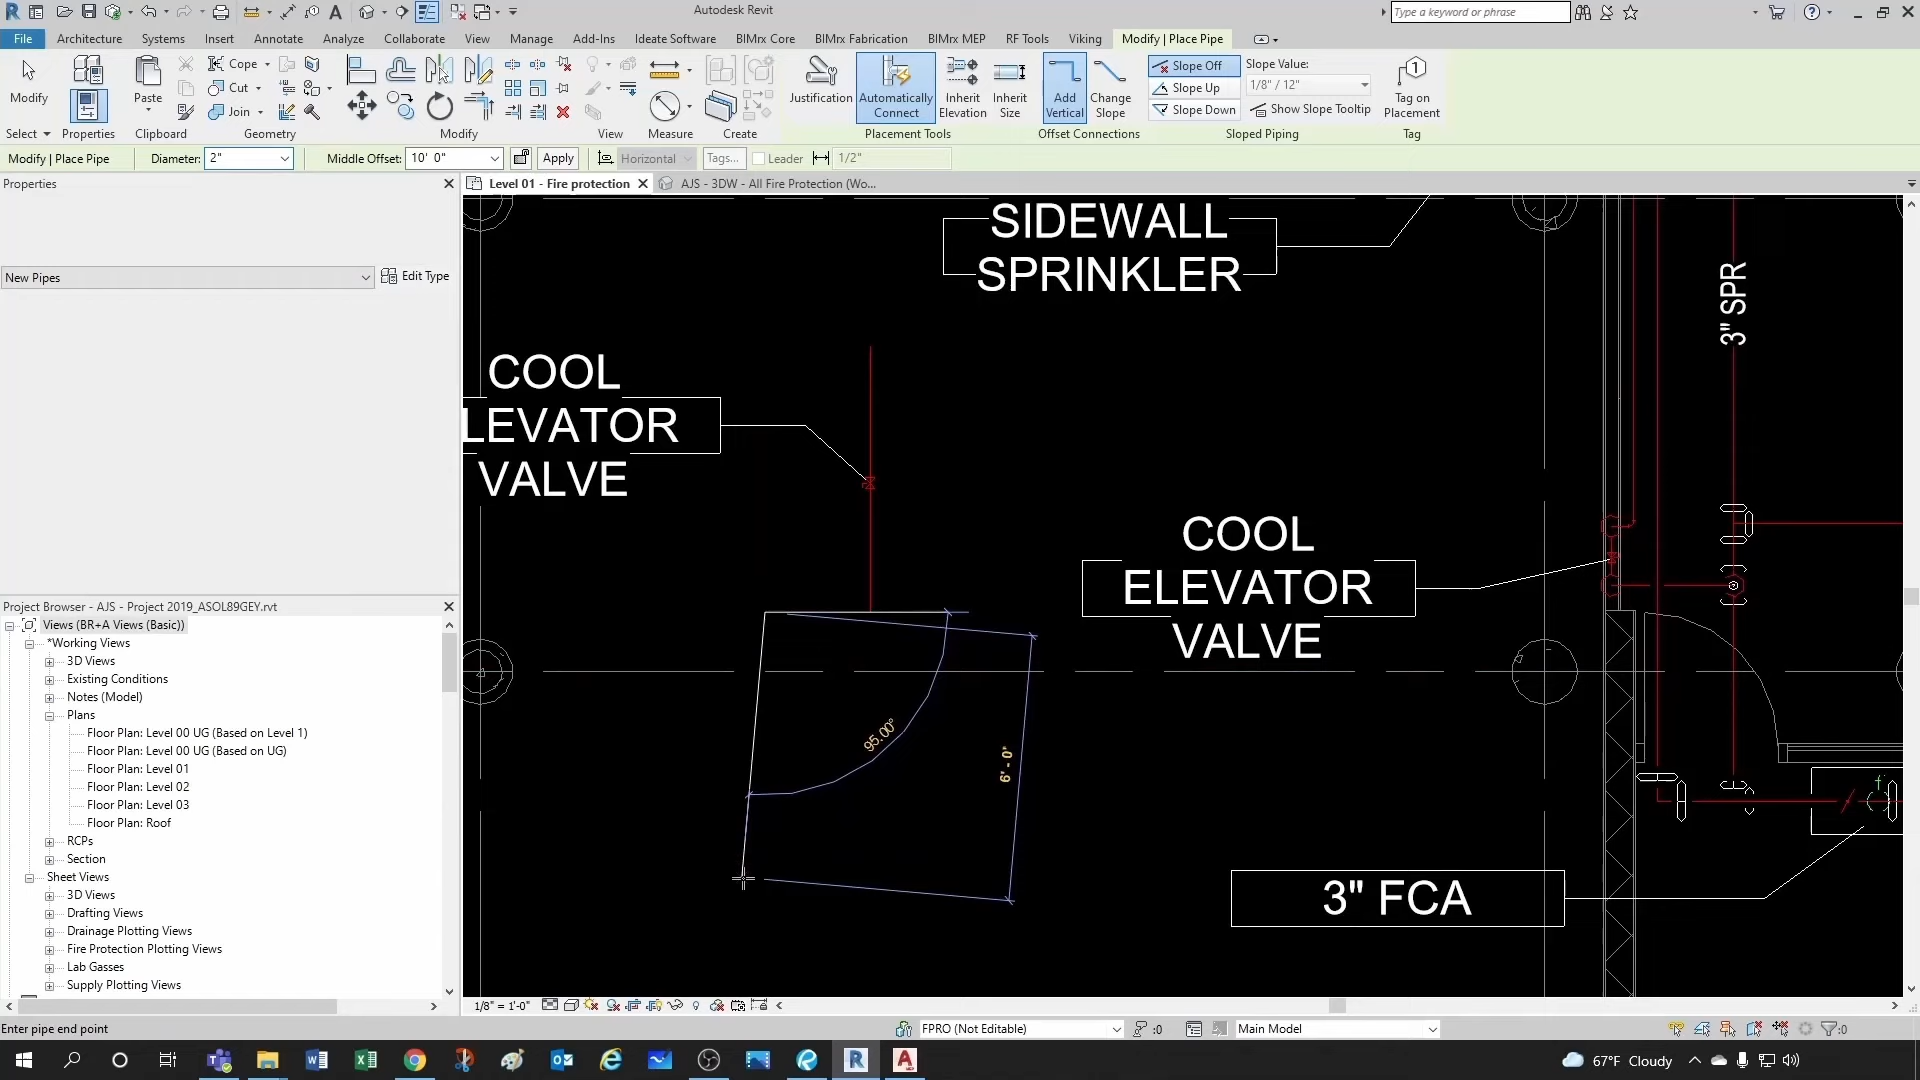 Autodesk Revit
Type a keyword or phrase
File Architecture Systems Insert Annotate Analyze Collaborate View Manage Add-Ins Ideate Software BIMrx Core BIMrx Fabrication BIMrx MEP RF Tools Viking Modify | Place Pipe
Modify
Paste
Cope
Cut
Join
Justification
Automatically Connect
Inherit Elevation
Inherit Size
Add Vertical
Change Slope
Slope Off
Slope Up
Slope Down
Slope Value:
1/8" / 12"
Show Slope Tooltip
Tag on Placement
Select Properties Clipboard Geometry Modify View Measure Create Placement Tools Offset Connections Sloped Piping Tag
Modify | Place Pipe Diameter: 2" Middle Offset: 10' 0" Apply Horizontal Tags... Leader 1/2"
Properties
Level 01 - Fire protection AJS - 3DW - All Fire Protection (Wo...
New Pipes
Edit Type
SIDEWALL
SPRINKLER
3" SPR
COOL
LEVATOR
VALVE
COOL
ELEVATOR
VALVE
95.00°
6' - 0"
3" FCA
Project Browser - AJS - Project 2019_ASOL89GEY.rvt
Views (BR+A Views (Basic))
*Working Views
3D Views
Existing Conditions
Notes (Model)
Plans
Floor Plan: Level 00 UG (Based on Level 1)
Floor Plan: Level 00 UG (Based on UG)
Floor Plan: Level 01
Floor Plan: Level 02
Floor Plan: Level 03
Floor Plan: Roof
RCPs
Section
Sheet Views
3D Views
Drafting Views
Drainage Plotting Views
Fire Protection Plotting Views
Lab Gasses
Supply Plotting Views
1/8" = 1'-0"
Enter pipe end point
FPRO (Not Editable)
:0
Main Model
:0
67°F Cloudy